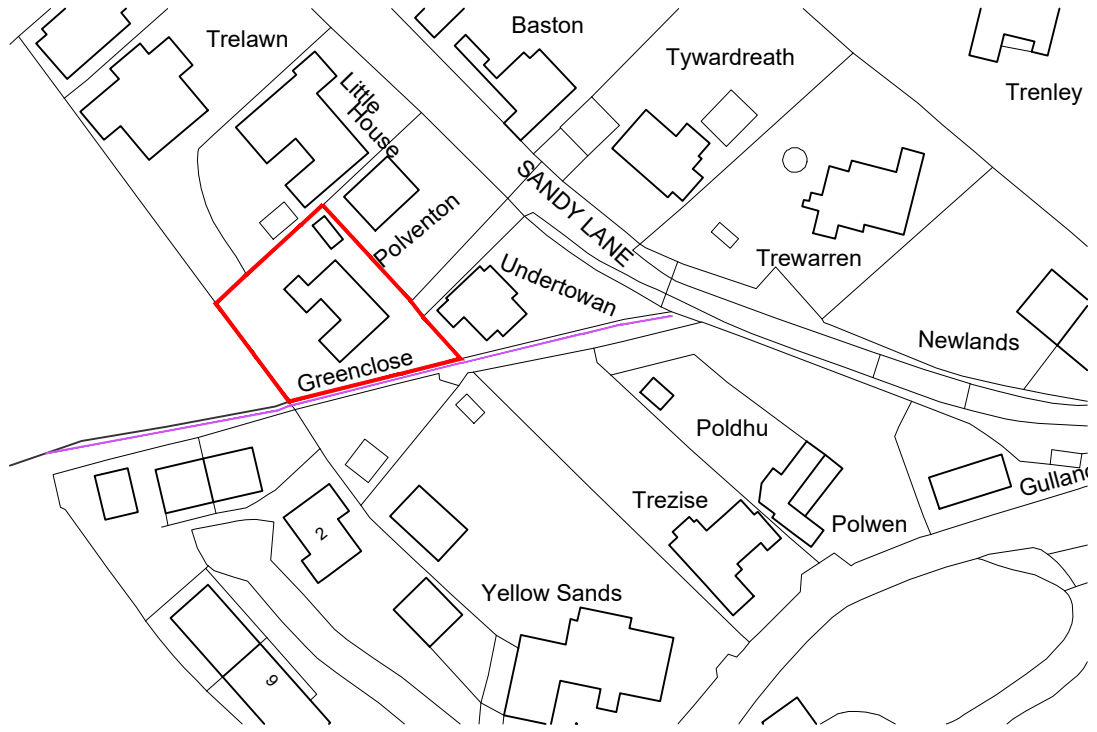 Baston
Trelawn
Tywardreath
Trenley
Little
House
SANDY LANE
Polventon
Trewarren
Undertowan
Newlands
Greenclose
Poldhu
Gulland
Trezise
Polwen
2
Yellow Sands
9